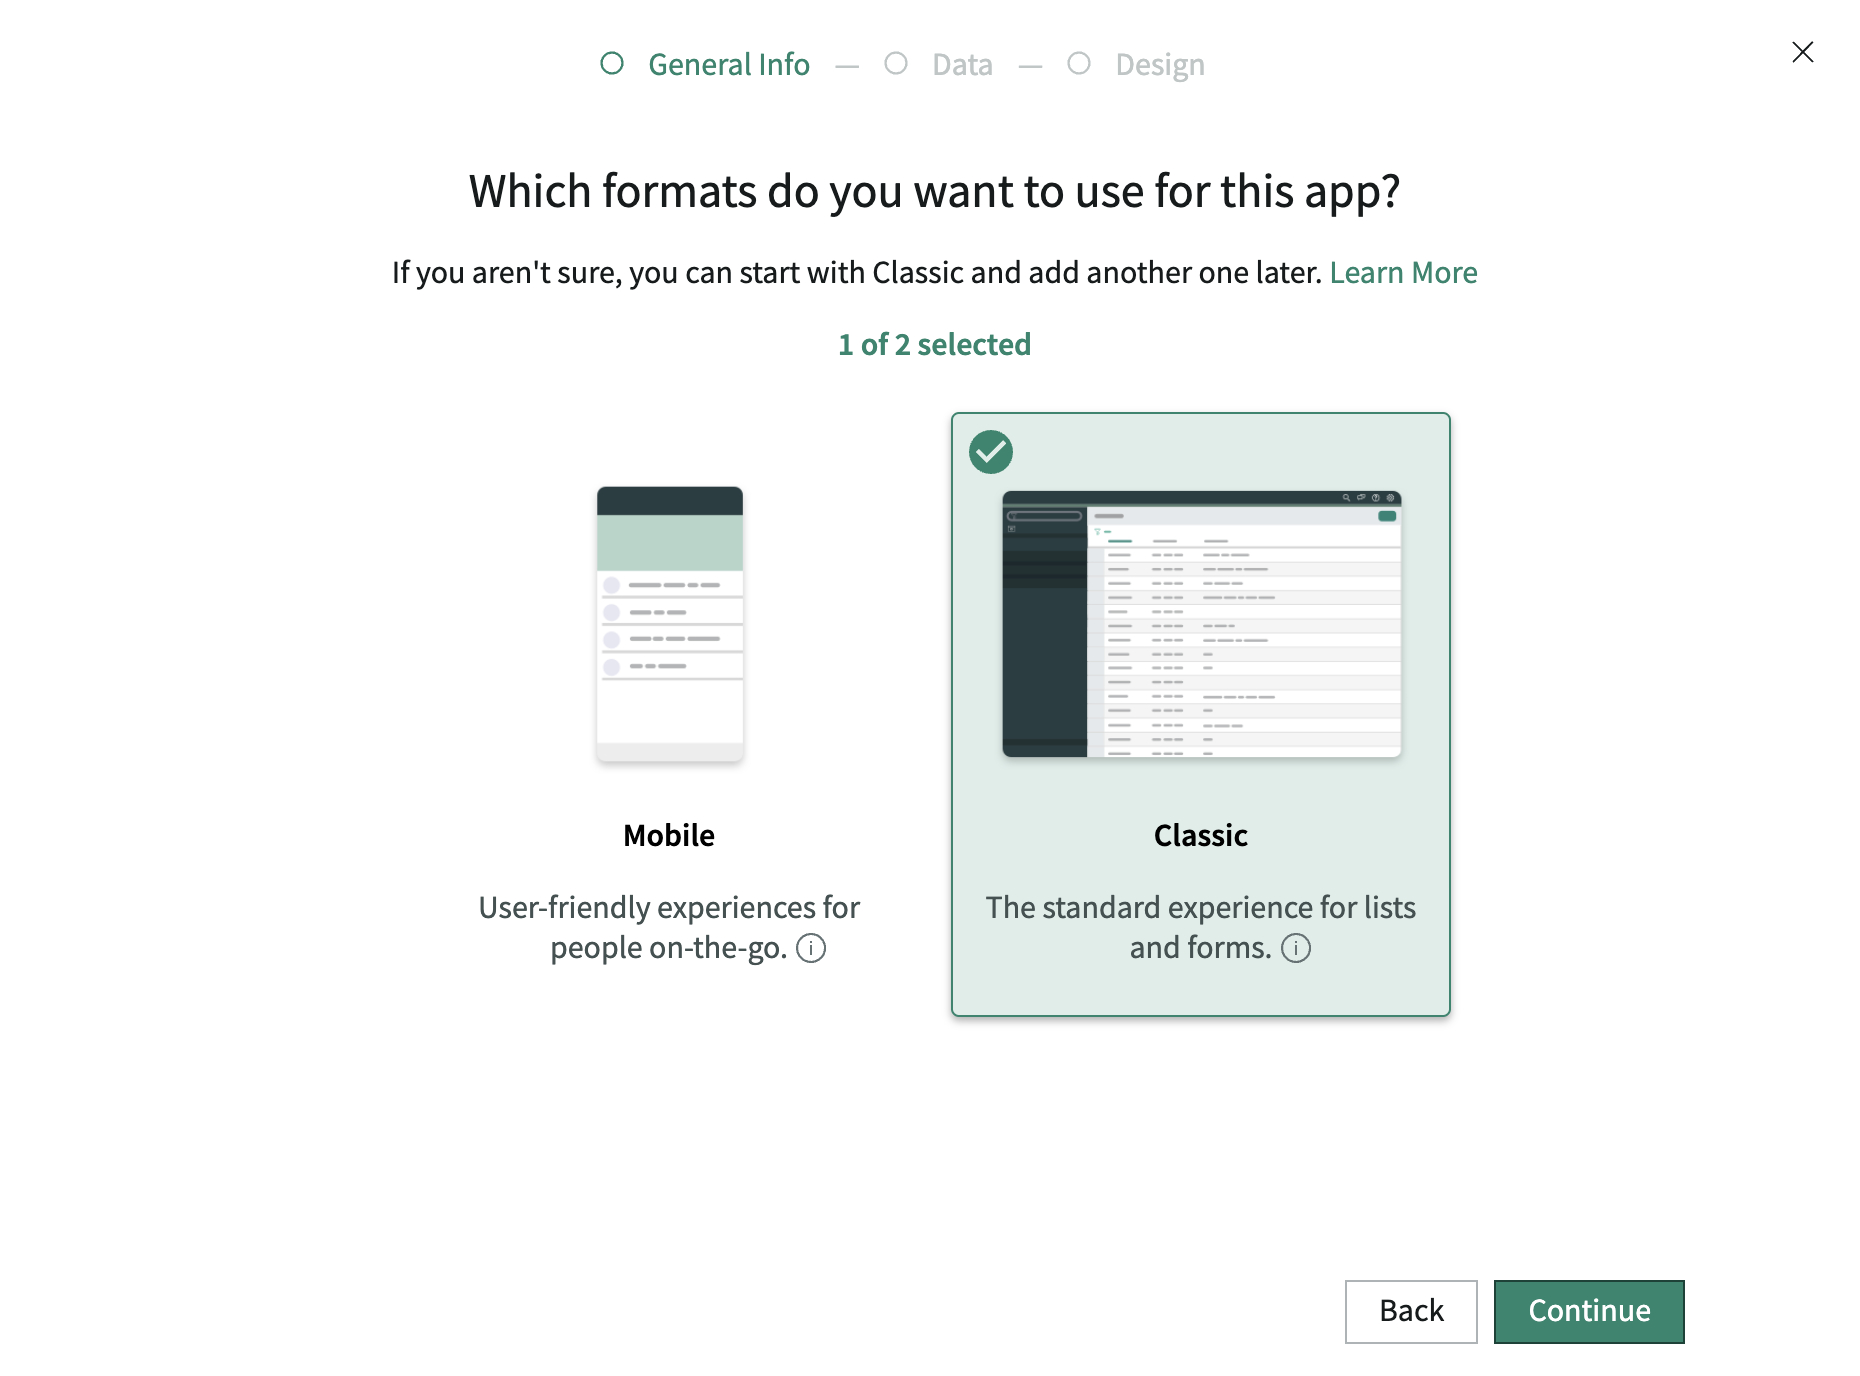 General Info — Data — Design
Which formats do you want to use for this app?
If you aren't sure, you can start with Classic and add another one later. Learn More
1 of 2 selected
Mobile
User-friendly experiences for
people on-the-go.
Classic
The standard experience for lists
and forms.
Back
Continue